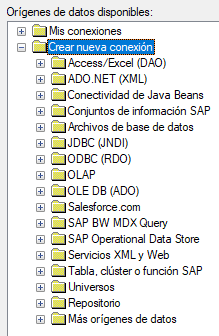 Orígenes de datos disponibles:
Mis conexiones
Crear nueva conexión
Access/Excel (DAO)
ADO.NET (XML)
Conectividad de Java Beans
Conjuntos de información SAP
Archivos de base de datos
JDBC (JNDI)
ODBC (RDO)
OLAP
OLE DB (ADO)
Salesforce.com
SAP BW MDX Query
SAP Operational Data Store
Servicios XML y Web
Tabla, clúster o función SAP
Universos
Repositorio
Más orígenes de datos